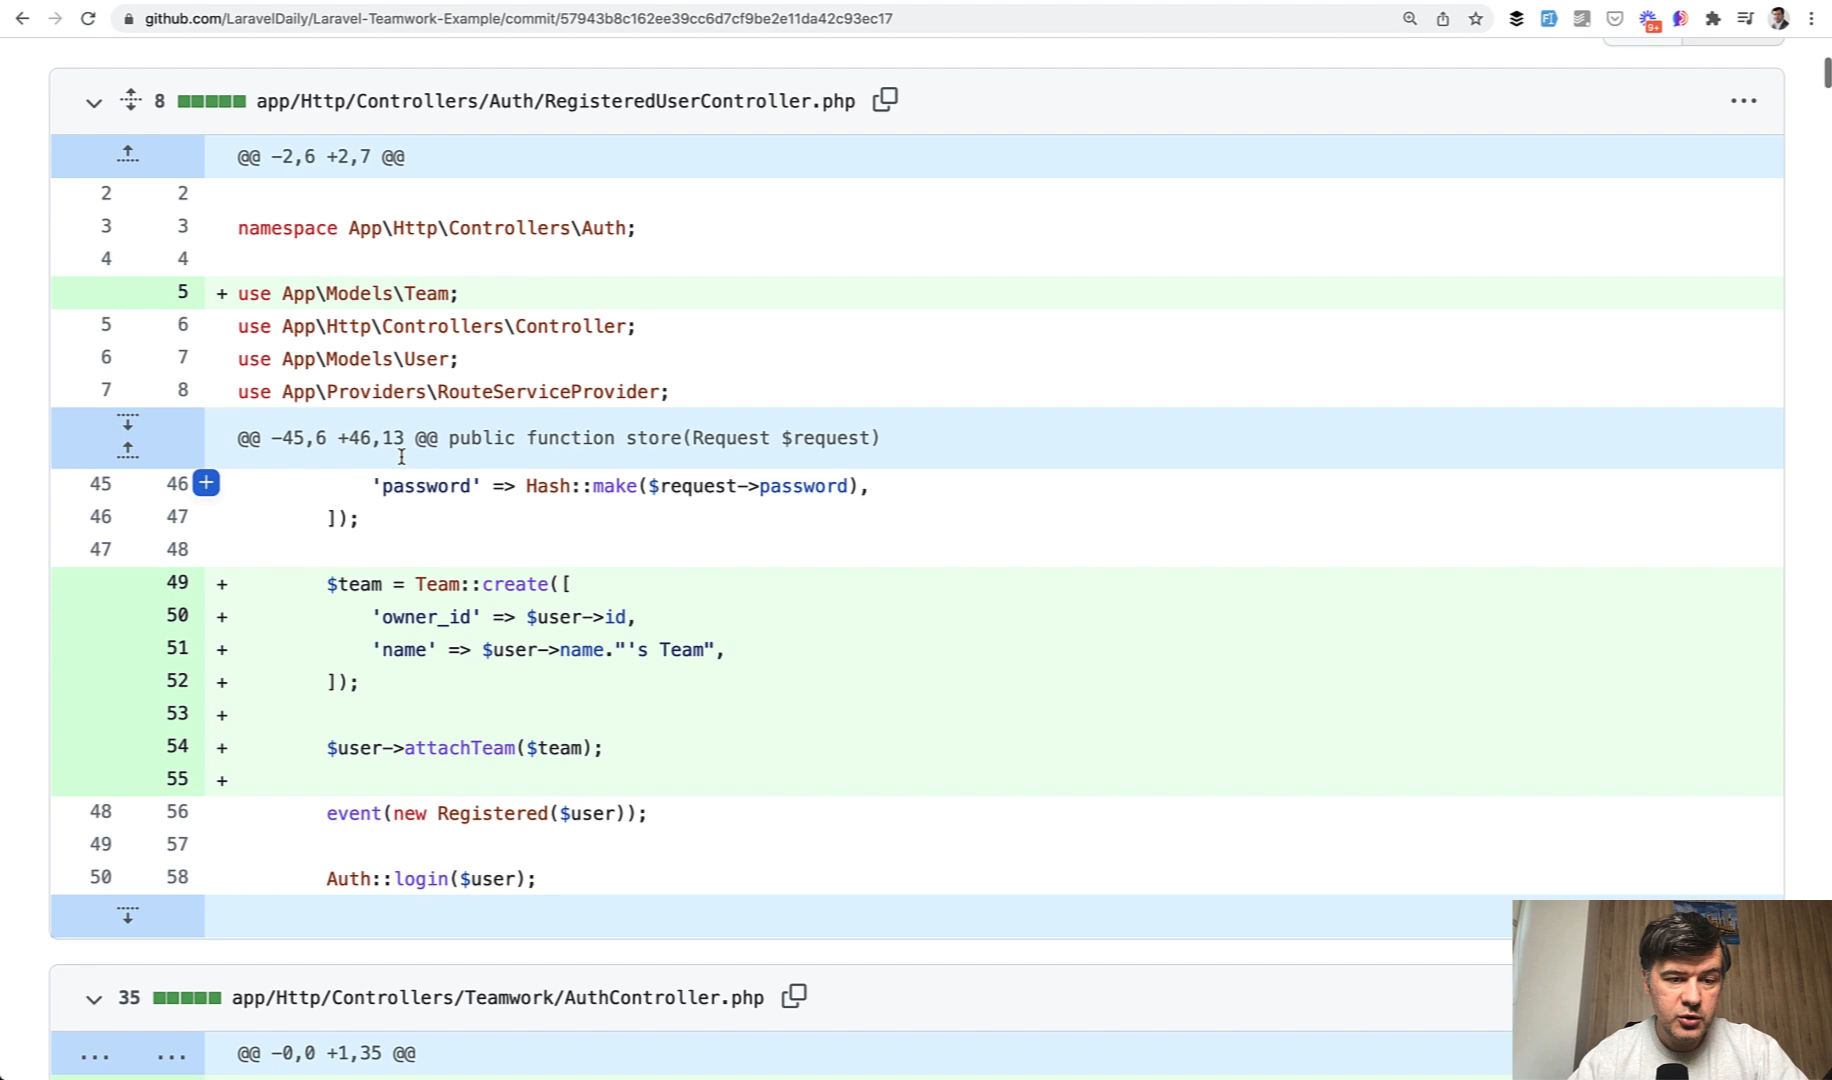 github.com/LaravelDaily/Laravel-Teamwork-Example/commit/57943b8c162ee39cc6d7cf9be2e11da42c93ec17
9+
8 app/Http/Controllers/Auth/RegisteredUserController.php
@@ -2,6 +2,7 @@
2 2
3 3 namespace App\Http\Controllers\Auth;
4 4
5 + use App\Models\Team;
5 6 use App\Http\Controllers\Controller;
6 7 use App\Models\User;
7 8 use App\Providers\RouteServiceProvider;
@@ -45,6 +46,13 @@ public function store(Request $request)
45 46 'password' => Hash::make($request->password),
46 47 ]);
47 48
49 + $team = Team::create([
50 + 'owner_id' => $user->id,
51 + 'name' => $user->name."'s Team",
52 + ]);
53 +
54 + $user->attachTeam($team);
55 +
48 56 event(new Registered($user));
49 57
50 58 Auth::login($user);
35 app/Http/Controllers/Teamwork/AuthController.php
... ... @@ -0,0 +1,35 @@